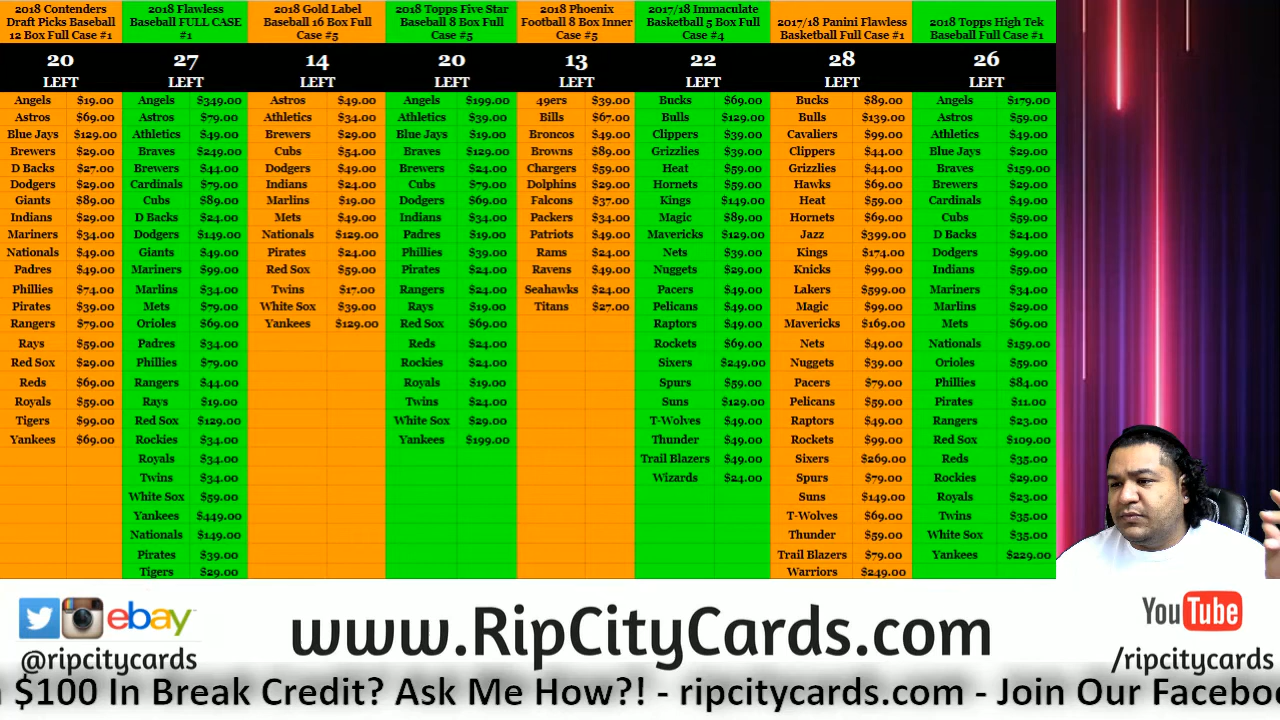 2018 Contenders
Draft Picks Baseball
12 Box Full Case #1
20
LEFT
Angels $19.00
Astros $69.00
Blue Jays $129.00
Brewers $29.00
D Backs $27.00
Dodgers $29.00
Giants $89.00
Indians $29.00
Mariners $34.00
Nationals $49.00
Padres $49.00
Phillies $74.00
Pirates $39.00
Rangers $79.00
Rays $59.00
Red Sox $29.00
Reds $69.00
Royals $59.00
Tigers $99.00
Yankees $69.00
2018 Flawless
Baseball FULL CASE
#1
27
LEFT
Angels $349.00
Astros $79.00
Athletics $49.00
Braves $249.00
Brewers $44.00
Cardinals $79.00
Cubs $89.00
D Backs $24.00
Dodgers $149.00
Giants $49.00
Mariners $99.00
Marlins $34.00
Mets $79.00
Orioles $69.00
Padres $34.00
Phillies $79.00
Rangers $44.00
Rays $19.00
Red Sox $129.00
Rockies $34.00
Royals $34.00
Twins $34.00
White Sox $59.00
Yankees $449.00
Nationals $149.00
Pirates $39.00
Tigers $29.00
2018 Gold Label
Baseball 16 Box Full
Case #5
14
LEFT
Astros $49.00
Athletics $34.00
Brewers $29.00
Cubs $54.00
Dodgers $49.00
Indians $24.00
Marlins $19.00
Mets $49.00
Nationals $129.00
Pirates $24.00
Red Sox $59.00
Twins $17.00
White Sox $39.00
Yankees $129.00
2018 Topps Five Star
Baseball 8 Box Full
Case #5
20
LEFT
Angels $199.00
Athletics $39.00
Blue Jays $19.00
Braves $129.00
Brewers $24.00
Cubs $79.00
Dodgers $69.00
Indians $34.00
Padres $19.00
Phillies $39.00
Pirates $24.00
Rangers $24.00
Rays $19.00
Red Sox $69.00
Reds $24.00
Rockies $24.00
Royals $19.00
Twins $24.00
White Sox $29.00
Yankees $199.00
2018 Phoenix
Football 8 Box Inner
Case #5
13
LEFT
49ers $39.00
Bills $67.00
Broncos $49.00
Browns $89.00
Chargers $59.00
Dolphins $29.00
Falcons $37.00
Packers $34.00
Patriots $49.00
Rams $24.00
Ravens $49.00
Seahawks $24.00
Titans $27.00
2017/18 Immaculate
Basketball 5 Box Full
Case #4
22
LEFT
Bucks $69.00
Bulls $129.00
Clippers $39.00
Grizzlies $39.00
Heat $59.00
Hornets $59.00
Kings $149.00
Magic $89.00
Mavericks $129.00
Nets $39.00
Nuggets $29.00
Pacers $49.00
Pelicans $49.00
Raptors $49.00
Rockets $69.00
Sixers $249.00
Spurs $59.00
Suns $129.00
T-Wolves $49.00
Thunder $49.00
Trail Blazers $49.00
Wizards $24.00
2017/18 Panini Flawless
Basketball Full Case #1
28
LEFT
Bucks $89.00
Bulls $139.00
Cavaliers $99.00
Clippers $44.00
Grizzlies $44.00
Hawks $69.00
Heat $59.00
Hornets $69.00
Jazz $399.00
Kings $174.00
Knicks $99.00
Lakers $599.00
Magic $99.00
Mavericks $169.00
Nets $49.00
Nuggets $39.00
Pacers $79.00
Pelicans $59.00
Raptors $49.00
Rockets $99.00
Sixers $269.00
Spurs $79.00
Suns $149.00
T-Wolves $69.00
Thunder $59.00
Trail Blazers $79.00
Warriors $249.00
2018 Topps High Tek
Baseball Full Case #1
26
LEFT
Angels $179.00
Astros $59.00
Athletics $49.00
Blue Jays $29.00
Braves $159.00
Brewers $29.00
Cardinals $49.00
Cubs $59.00
D Backs $24.00
Dodgers $99.00
Indians $59.00
Mariners $34.00
Marlins $29.00
Mets $69.00
Nationals $159.00
Orioles $59.00
Phillies $84.00
Pirates $11.00
Rangers $23.00
Red Sox $109.00
Reds $35.00
Rockies $29.00
Royals $23.00
Twins $35.00
White Sox $35.00
Yankees $229.00
ebay
@ripcitycards
www.RipCityCards.com
YouTube
/ripcitycards
$100 In Break Credit? Ask Me How?! - ripcitycards.com - Join Our Facebo